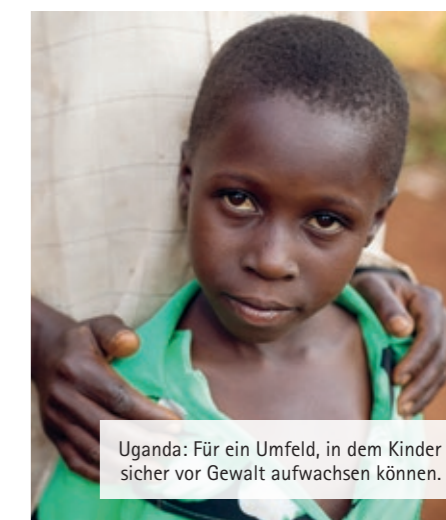 Uganda: Für ein Umfeld, in dem Kinder
sicher vor Gewalt aufwachsen können.